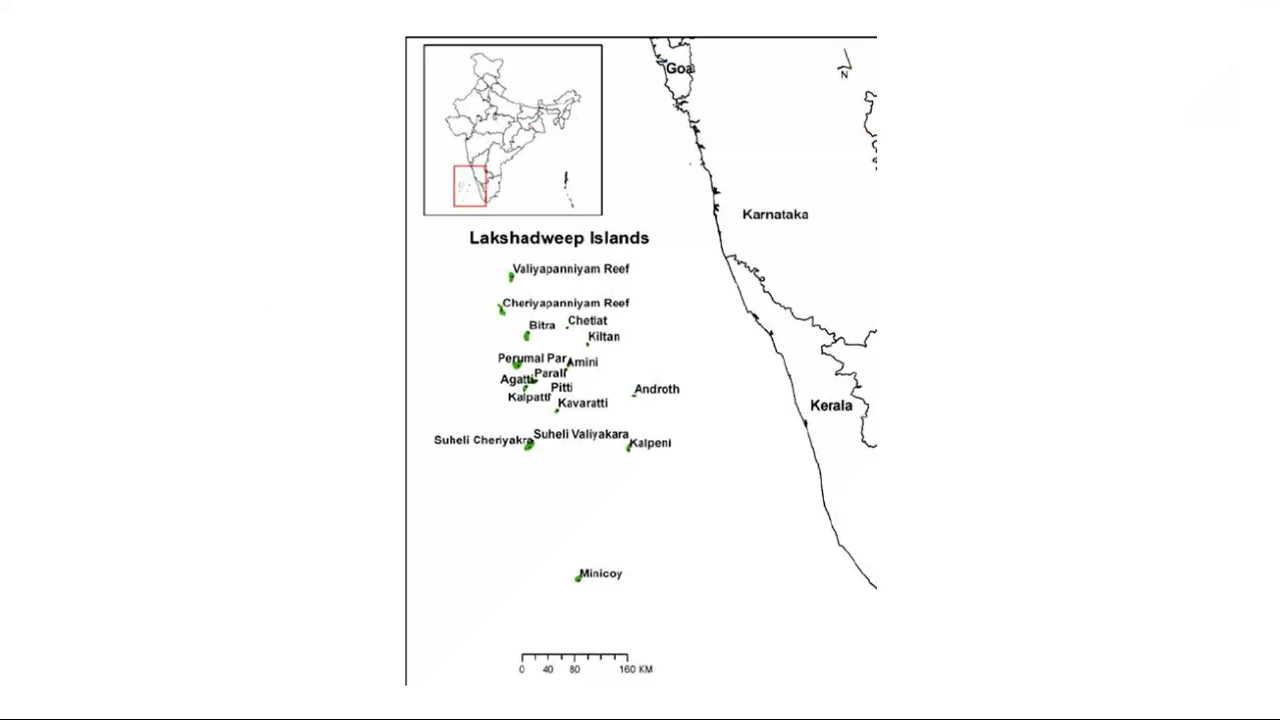 Goa
N
Karnataka
Lakshadweep Islands
Valiyapanniyam Reef
Cheriyapanniyam Reef
Chetlat
Bitra
Kiltan
Perumal Par
Amini
Parali
Agatti
Pitti
Androth
Kalpatti
Kavaratti
Kerala
Suheli Valiyakara
Suheli Cheriyakra
Kalpeni
Minicoy
0 40 80 160 KM